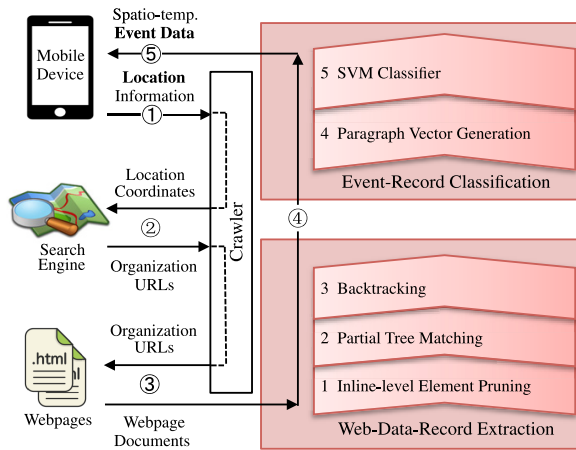 Spatio-temp.
Event Data
⑤
Mobile
Device
Location
Information
①
Location
Coordinates
②
Search
Engine
Organization
URLs
Organization
URLs
.html
③
Webpages
Webpage
Documents
Crawler
④
5 SVM Classifier
4 Paragraph Vector Generation
Event-Record Classification
3 Backtracking
2 Partial Tree Matching
1 Inline-level Element Pruning
Web-Data-Record Extraction